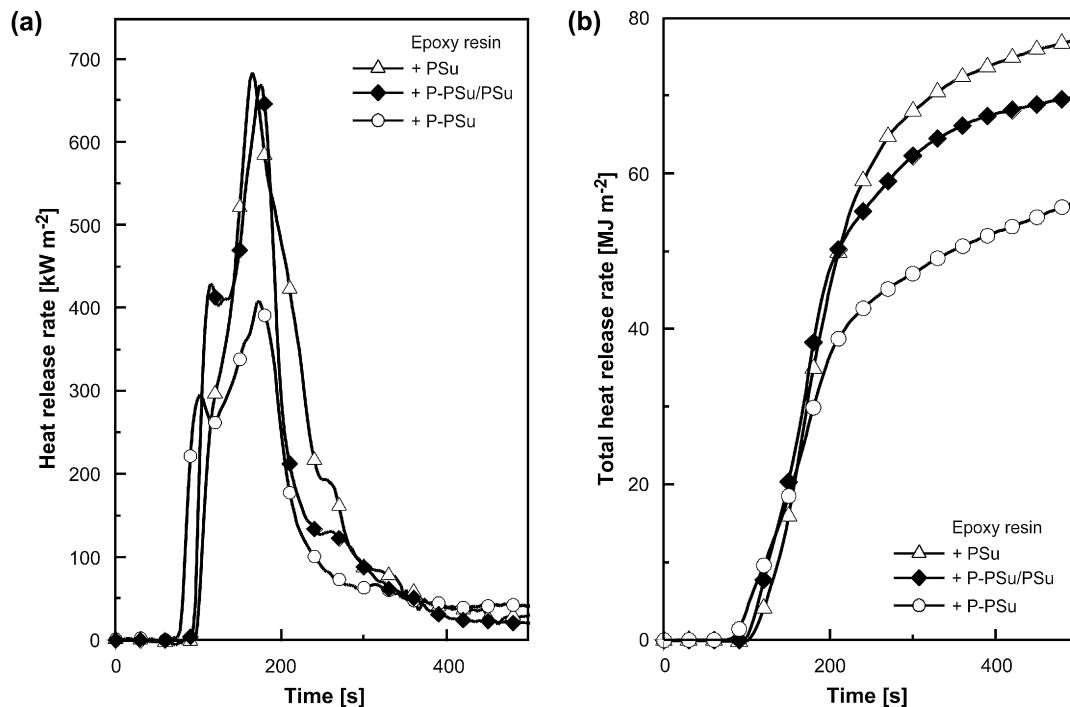 (a)
Heat release rate [kW m⁻²]
700
600
500
400
300
200
100
0
Epoxy resin
+ PSu
+ P-PSu/PSu
+ P-PSu
0
200
400
Time [s]
(b)
Total heat release rate [MJ m⁻²]
80
60
40
20
0
Epoxy resin
+ PSu
+ P-PSu/PSu
+ P-PSu
0
200
400
Time [s]